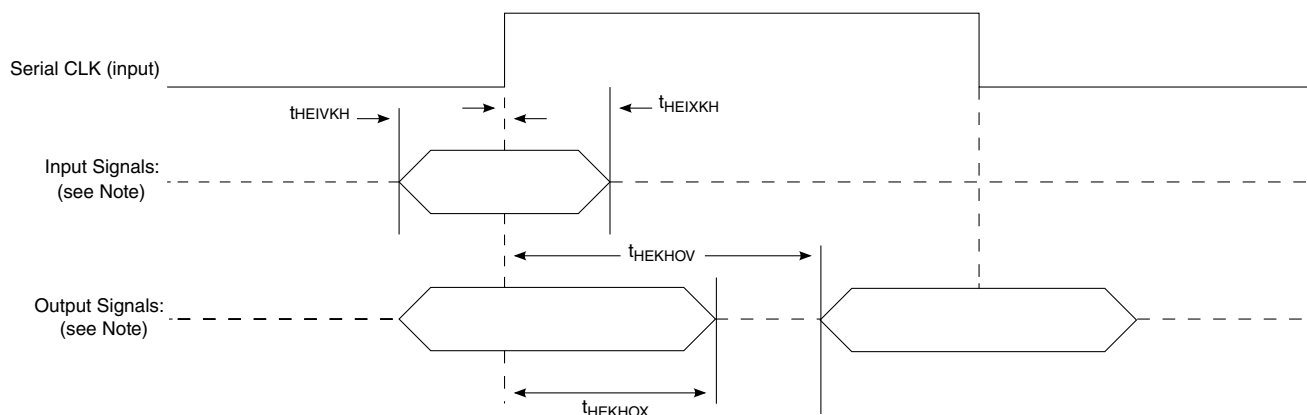 Serial CLK (input)
tHEIVKH
tHEIXKH
Input Signals:
(see Note)
tHEKHOV
Output Signals:
(see Note)
tHEKHOX